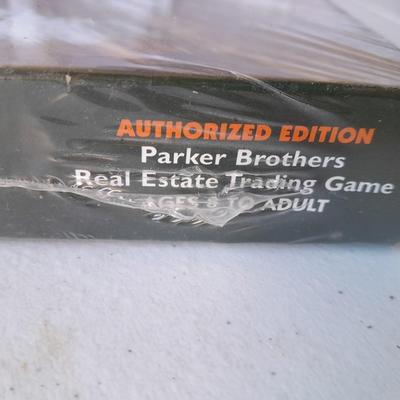 AUTHORIZED EDITION
Parker Brothers
Real Estate Trading Game
AGES 8 TO ADULT